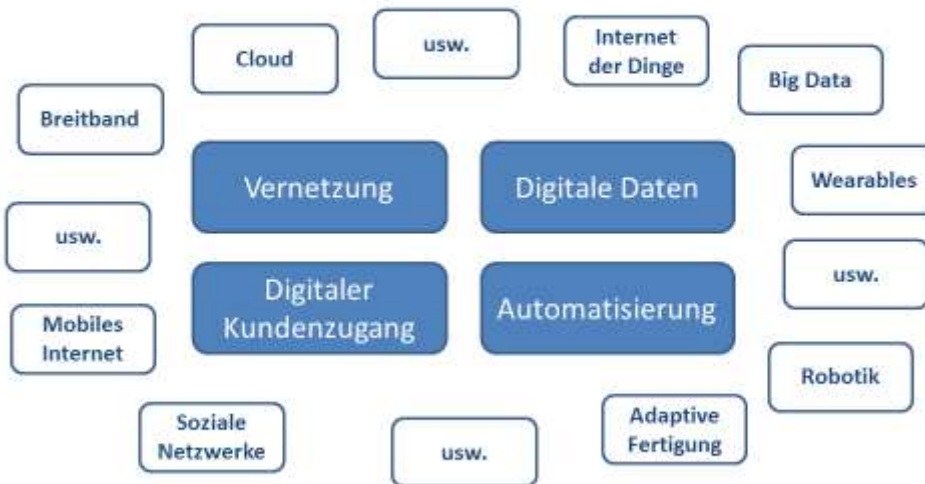 Cloud
usw.
Internet
der Dinge
Big Data
Breitband
Vernetzung
Digitale Daten
Wearables
usw.
usw.
Digitaler
Kundenzugang
Automatisierung
Mobiles
Internet
Robotik
Soziale
Netzwerke
usw.
Adaptive
Fertigung